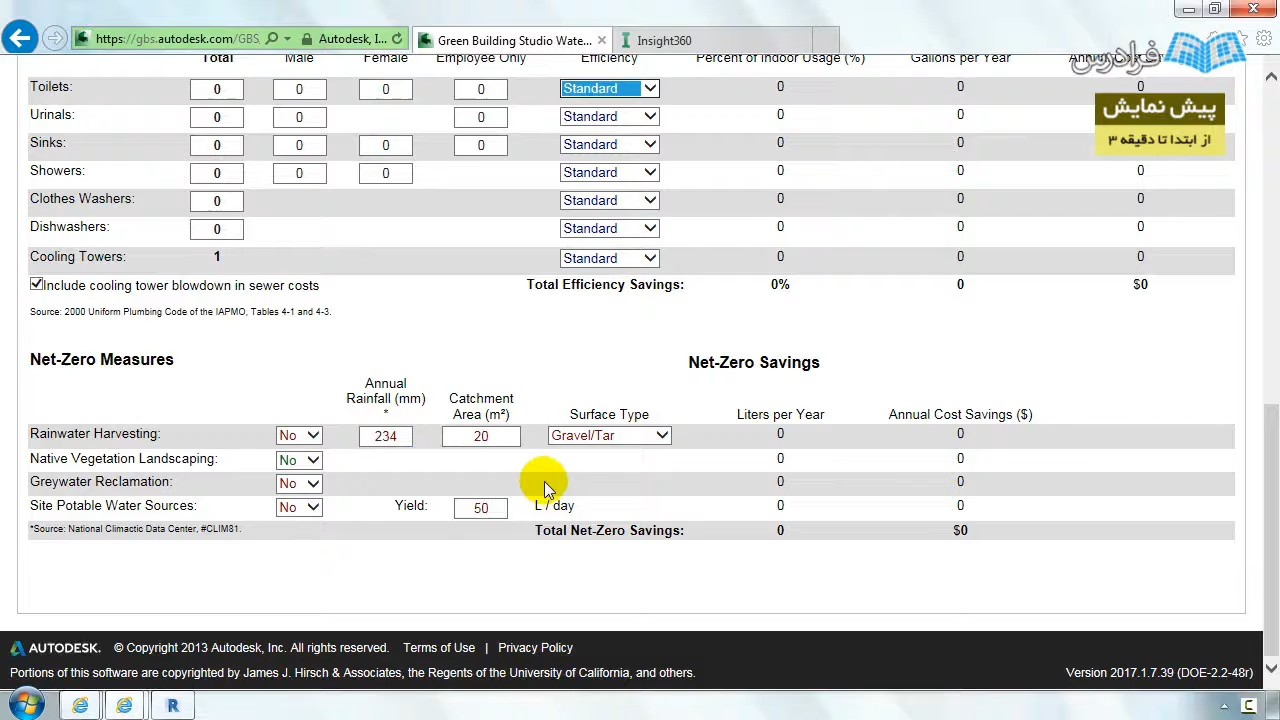 https://gbs.autodesk.com/GBS Autodesk, I... Green Building Studio Wate... Insight360
فرادرس
Total Male Female Employee Only Efficiency Percent of Indoor Usage (%) Gallons per Year
پیش نمایش
از ابتدا تا دقیقه ۳
Toilets: 0 0 0 0 Standard 0 0 0
Urinals: 0 0 0 Standard 0 0
Sinks: 0 0 0 0 Standard 0 0
Showers: 0 0 0 Standard 0 0 0
Clothes Washers: 0 Standard 0 0 0
Dishwashers: 0 Standard 0 0 0
Cooling Towers: 1 Standard 0 0 0
Include cooling tower blowdown in sewer costs Total Efficiency Savings: 0% 0 $0
Source: 2000 Uniform Plumbing Code of the IAPMO, Tables 4-1 and 4-3.
Net-Zero Measures Net-Zero Savings
Annual Rainfall (mm) * Catchment Area (m²) Surface Type Liters per Year Annual Cost Savings ($)
Rainwater Harvesting: No 234 20 Gravel/Tar 0 0
Native Vegetation Landscaping: No 0 0
Greywater Reclamation: No 0 0
Site Potable Water Sources: No Yield: 50 L / day 0 0
*Source: National Climactic Data Center, #CLIM81. Total Net-Zero Savings: 0 $0
AUTODESK. © Copyright 2013 Autodesk, Inc. All rights reserved. Terms of Use | Privacy Policy
Portions of this software are copyrighted by James J. Hirsch & Associates, the Regents of the University of California, and others. Version 2017.1.7.39 (DOE-2.2-48r)